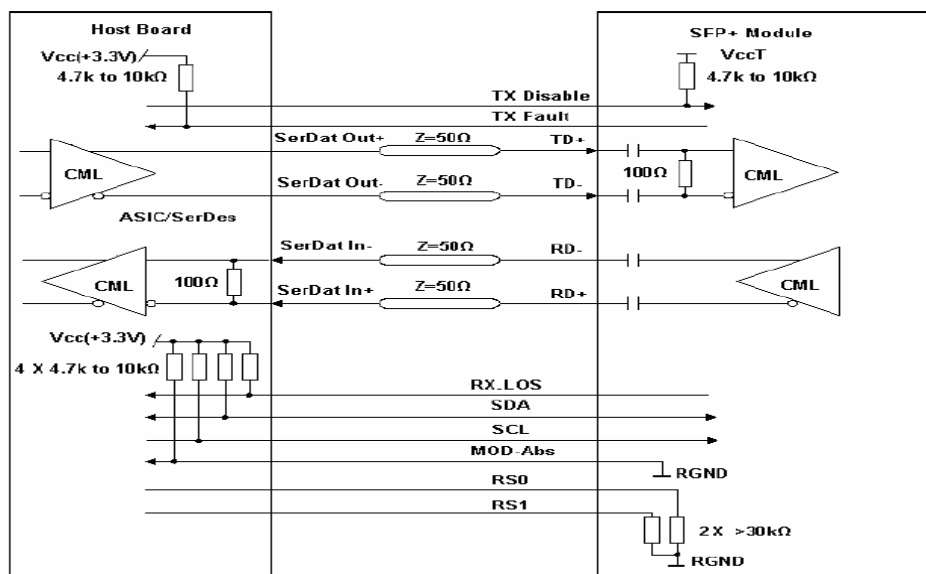 Host Board
SFP+ Module
Vcc(+3.3V)
4.7k to 10kΩ
VccT
4.7k to 10kΩ
TX Disable
TX Fault
SerDat Out+
Z=50Ω
TD+
CML
100Ω
CML
SerDat Out-
Z=50Ω
TD-
ASIC/SerDes
SerDat In-
Z=50Ω
RD-
CML
100Ω
CML
SerDat In+
Z=50Ω
RD+
Vcc(+3.3V)
4 X 4.7k to 10kΩ
RX_LOS
SDA
SCL
MOD-Abs
RGND
RS0
RS1
2 X >30kΩ
RGND